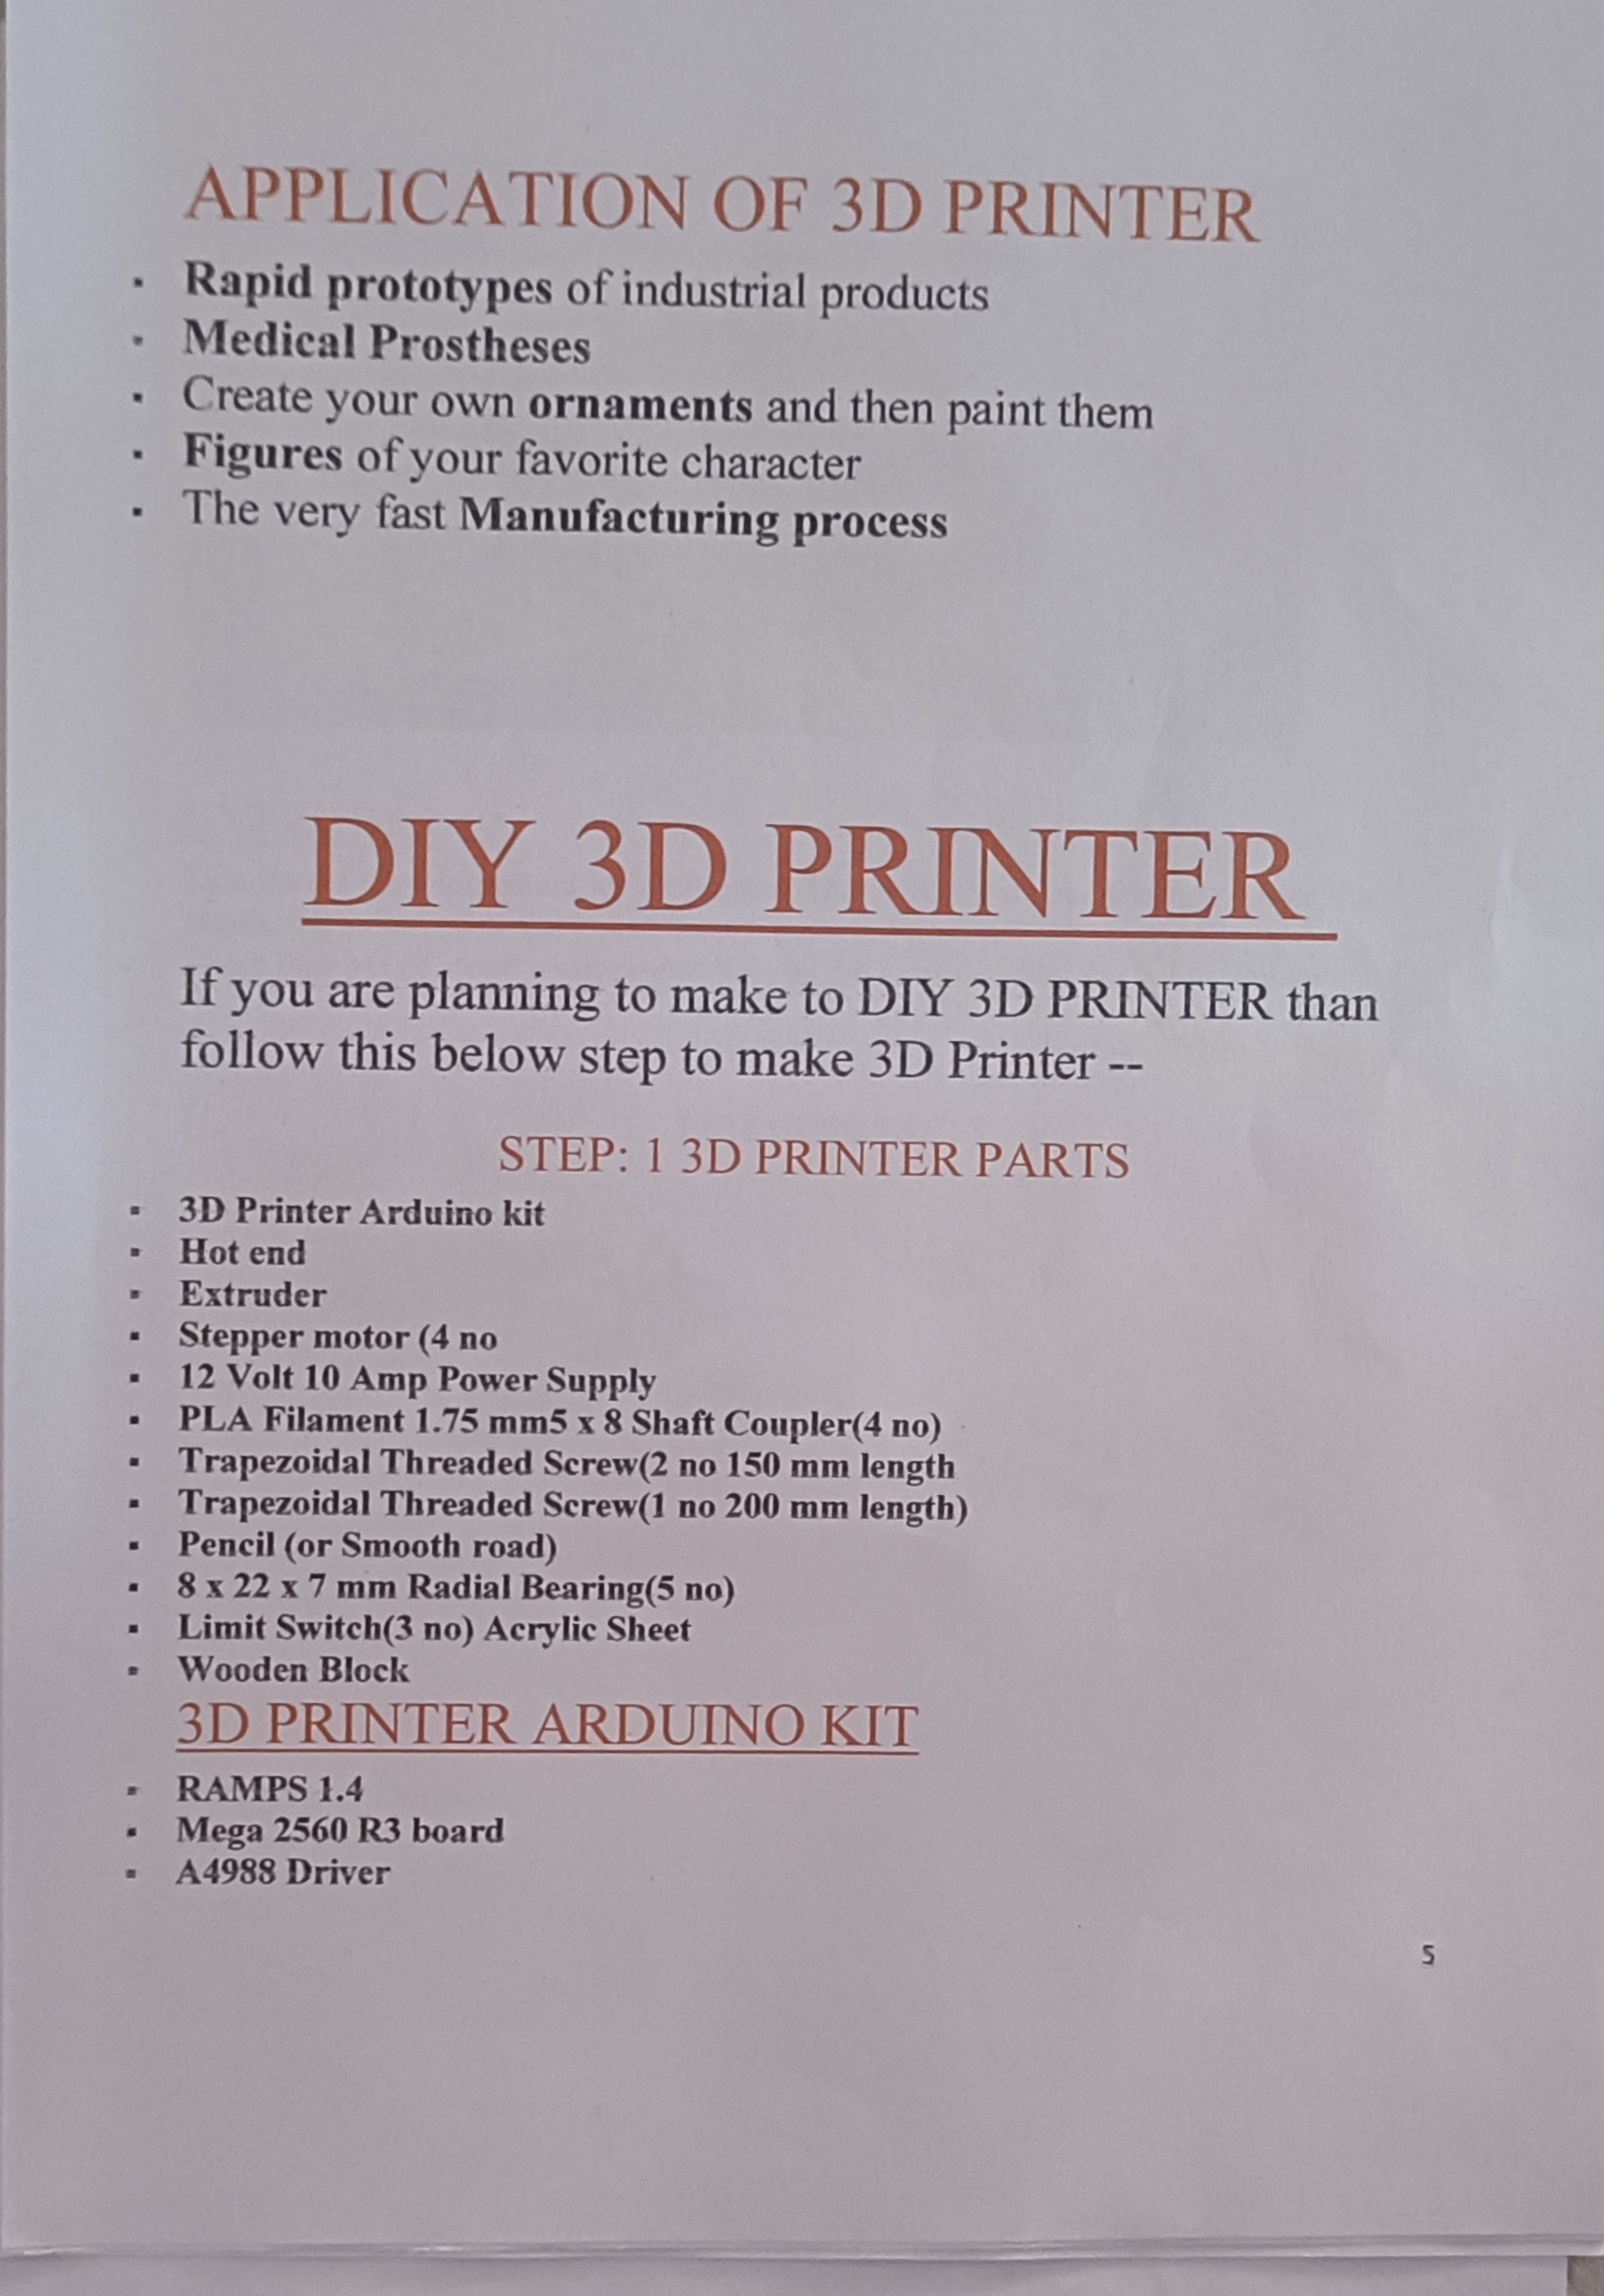 APPLICATION OF 3D PRINTER
▪ Rapid prototypes of industrial products
▪ Medical Prostheses
▪ Create your own ornaments and then paint them
▪ Figures of your favorite character
▪ The very fast Manufacturing process
DIY 3D PRINTER
If you are planning to make to DIY 3D PRINTER than
follow this below step to make 3D Printer --
STEP: 1 3D PRINTER PARTS
▪ 3D Printer Arduino kit
▪ Hot end
▪ Extruder
▪ Stepper motor (4 no
▪ 12 Volt 10 Amp Power Supply
▪ PLA Filament 1.75 mm5 x 8 Shaft Coupler(4 no)
▪ Trapezoidal Threaded Screw(2 no 150 mm length
▪ Trapezoidal Threaded Screw(1 no 200 mm length)
▪ Pencil (or Smooth road)
▪ 8 x 22 x 7 mm Radial Bearing(5 no)
▪ Limit Switch(3 no) Acrylic Sheet
▪ Wooden Block
3D PRINTER ARDUINO KIT
▪ RAMPS 1.4
▪ Mega 2560 R3 board
▪ A4988 Driver
5